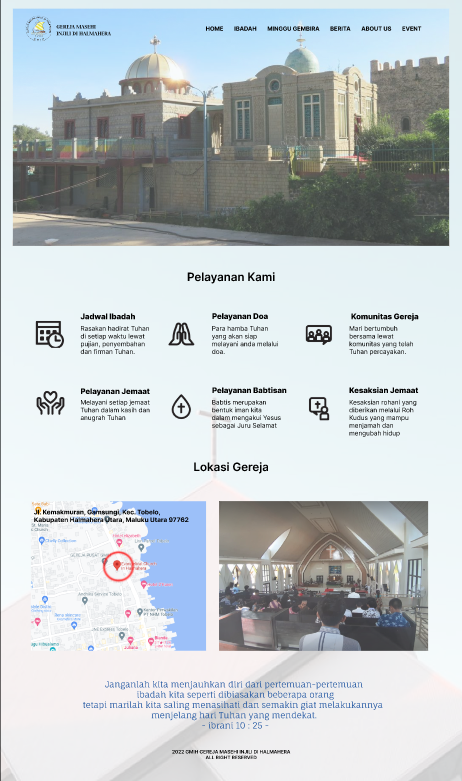 GEREJA MASEHI
INJILI DI HALMAHERA
HOME IBADAH MINGGU GEMBIRA BERITA ABOUT US EVENT
Pelayanan Kami
Jadwal Ibadah
Rasakan hadirat Tuhan
di setiap waktu lewat
pujian, penyembahan
dan firman Tuhan.
Pelayanan Doa
Para hamba Tuhan
yang akan siap
melayani anda melalui
doa.
Komunitas Gereja
Mari bertumbuh
bersama lewat
komunitas yang telah
Tuhan percayakan.
Pelayanan Jemaat
Melayani setiap jemaat
Tuhan dalam kasih dan
anugrah Tuhan
Pelayanan Babtisan
Babtis merupakan
bentuk iman kita
dalam mengakui Yesus
sebagai Juru Selamat
Kesaksian Jemaat
Kesaksian rohani yang
diberikan melalui Roh
Kudus yang mampu
menjamah dan
mengubah hidup
Lokasi Gereja
Jl. Kemakmuran, Gamsungi, Kec. Tobelo,
Kabupaten Halmahera Utara, Maluku Utara 97762
Janganlah kita menjauhkan diri dari pertemuan-pertemuan
ibadah kita seperti dibiasakan beberapa orang
tetapi marilah kita saling menasihati dan semakin giat melakukannya
menjelang hari Tuhan yang mendekat.
- ibrani 10 : 25 -
2022 GMIH GEREJA MASEHI INJILI DI HALMAHERA
ALL RIGHT RESERVED